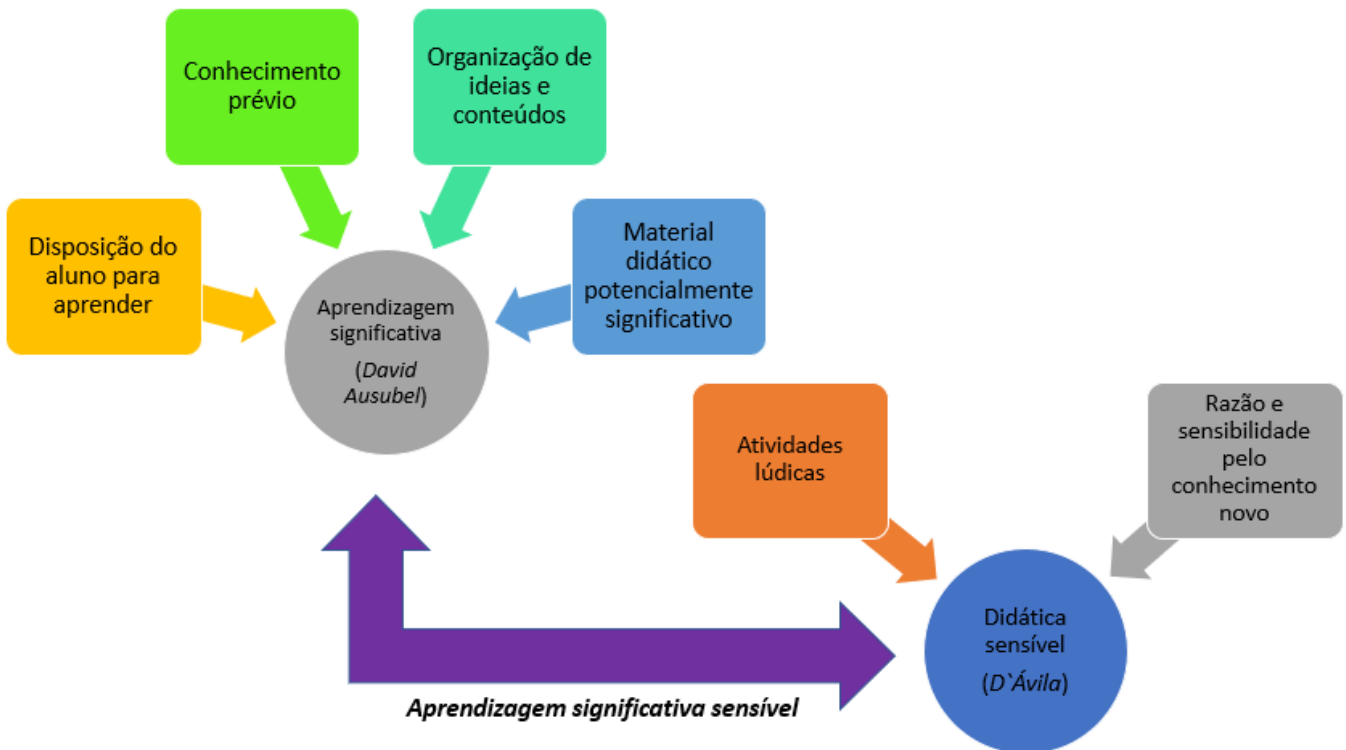 Conhecimento
prévio
Organização de
ideias e
conteúdos
Disposição do
aluno para
aprender
Material
didático
potencialmente
significativo
Aprendizagem
significativa
(David
Ausubel)
Atividades
lúdicas
Razão e
sensibilidade
pelo
conhecimento
novo
Didática
sensível
(D`Ávila)
Aprendizagem significativa sensível